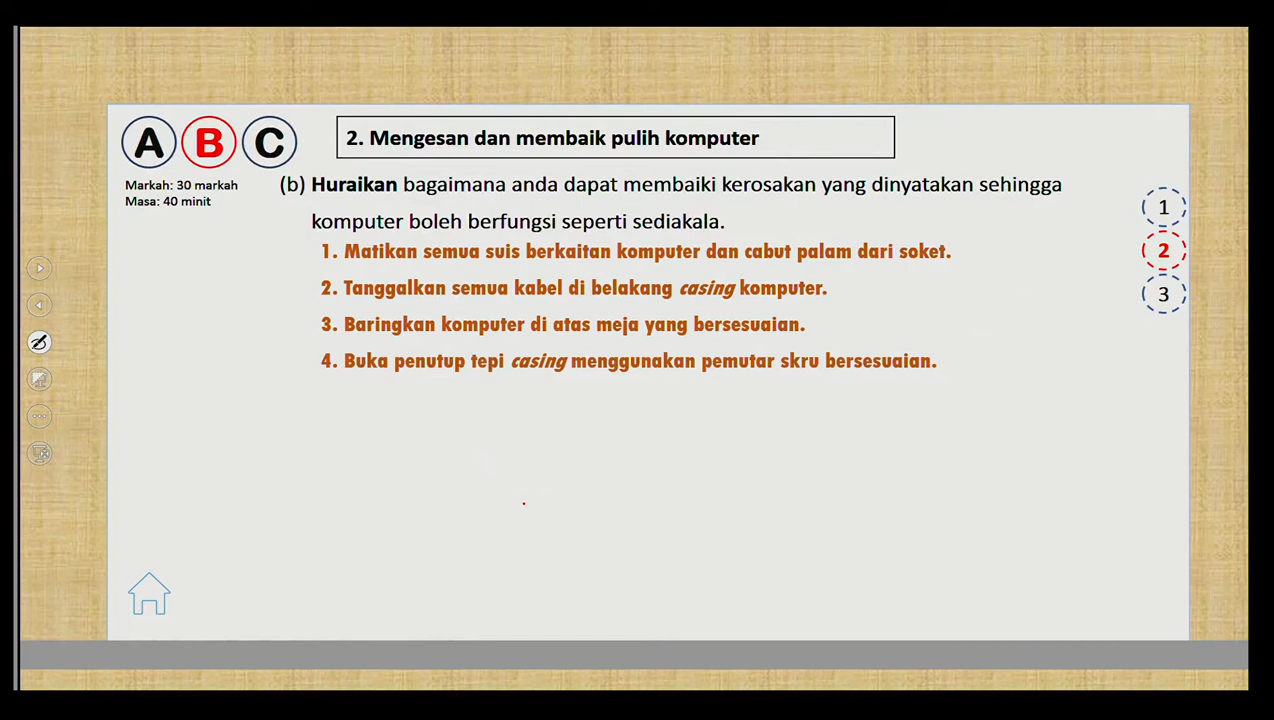 A B C
2. Mengesan dan membaik pulih komputer
Markah: 30 markah
Masa: 40 minit
(b) Huraikan bagaimana anda dapat membaiki kerosakan yang dinyatakan sehingga
komputer boleh berfungsi seperti sediakala.
1. Matikan semua suis berkaitan komputer dan cabut palam dari soket.
2. Tanggalkan semua kabel di belakang casing komputer.
3. Baringkan komputer di atas meja yang bersesuaian.
4. Buka penutup tepi casing menggunakan pemutar skru bersesuaian.
1
2
3